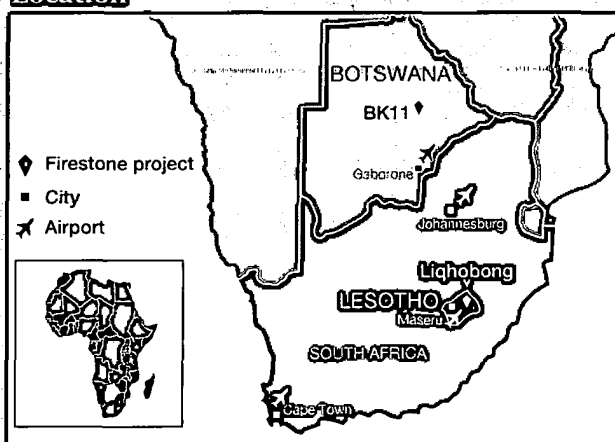 Location
BOTSWANA
BK11
Gaborone
Firestone project
City
Airport
Johannesburg
Liqhobong
LESOTHO
Maseru
SOUTH AFRICA
Cape Town